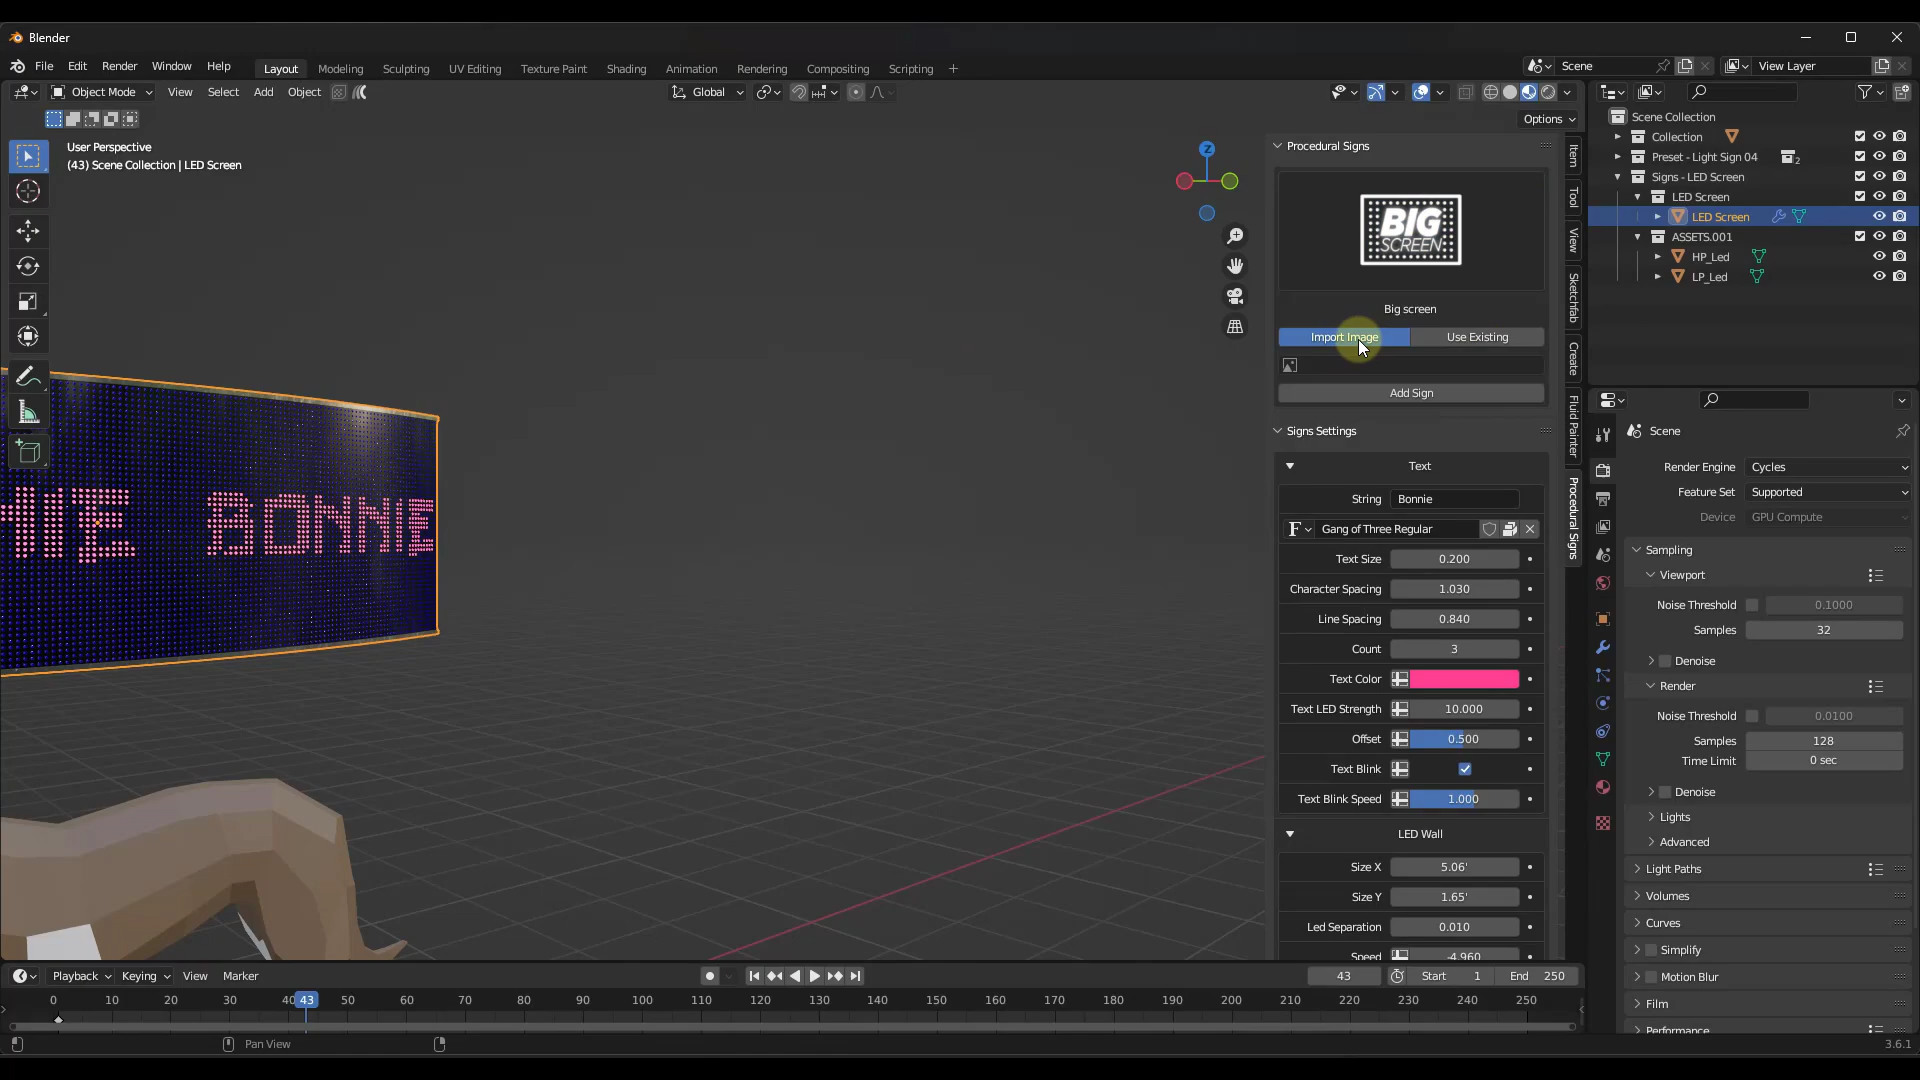 Blender
File Edit Render Window Help
Layout Modeling Sculpting UV Editing Texture Paint Shading Animation Rendering Compositing Scripting +
Scene
View Layer
Object Mode View Select Add Object
Global
Options
User Perspective
(43) Scene Collection | LED Screen
Z
BONNIE
Procedural Signs
BIG
SCREEN
Big screen
Import Image Use Existing
Add Sign
Signs Settings
Text
String Bonnie
F Gang of Three Regular
Text Size 0.200
Character Spacing 1.030
Line Spacing 0.840
Count 3
Text Color
Text LED Strength 10.000
Offset 0.500
Text Blink
Text Blink Speed 1.000
LED Wall
Size X 5.06'
Size Y 1.65'
Led Separation 0.010
Speed -4.960
Item
Tool
View
Sketchfab
Create
Fluid Painter
Procedural Signs
Scene Collection
Collection
Preset - Light Sign 04 2
Signs - LED Screen
LED Screen
LED Screen
ASSETS.001
HP_Led
LP_Led
Scene
Render Engine Cycles
Feature Set Supported
Device GPU Compute
Sampling
Viewport
Noise Threshold 0.1000
Samples 32
Denoise
Render
Noise Threshold 0.0100
Samples 128
Time Limit 0 sec
Denoise
Lights
Advanced
Light Paths
Volumes
Curves
Simplify
Motion Blur
Film
Performance
Playback Keying View Marker
43 Start 1 End 250
0 10 20 30 40 43 50 60 70 80 90 100 110 120 130 140 150 160 170 180 190 200 210 220 230 240 250
Pan View
3.6.1